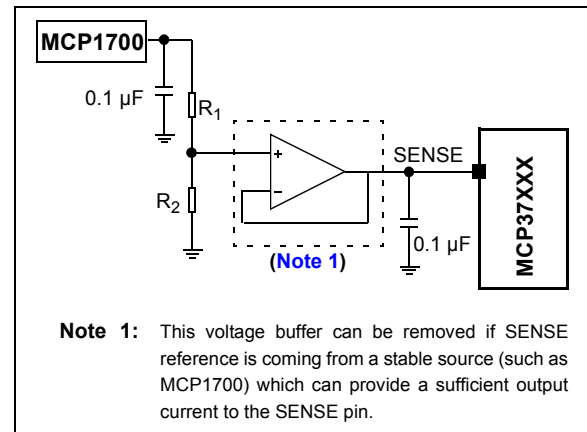 MCP1700
0.1 µF
R1
R2
+
–
SENSE
0.1 µF
MCP37XXX
(Note 1)
Note 1: This voltage buffer can be removed if SENSE
reference is coming from a stable source (such as
MCP1700) which can provide a sufficient output
current to the SENSE pin.